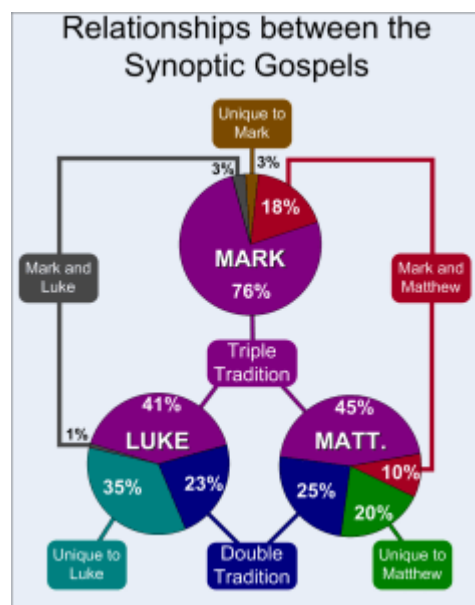 Relationships between the
Synoptic Gospels
Unique to
Mark
3%
3%
18%
MARK
76%
Mark and
Luke
Mark and
Matthew
Triple
Tradition
41%
LUKE
1%
35%
23%
45%
MATT.
10%
25%
20%
Unique to
Luke
Double
Tradition
Unique to
Matthew